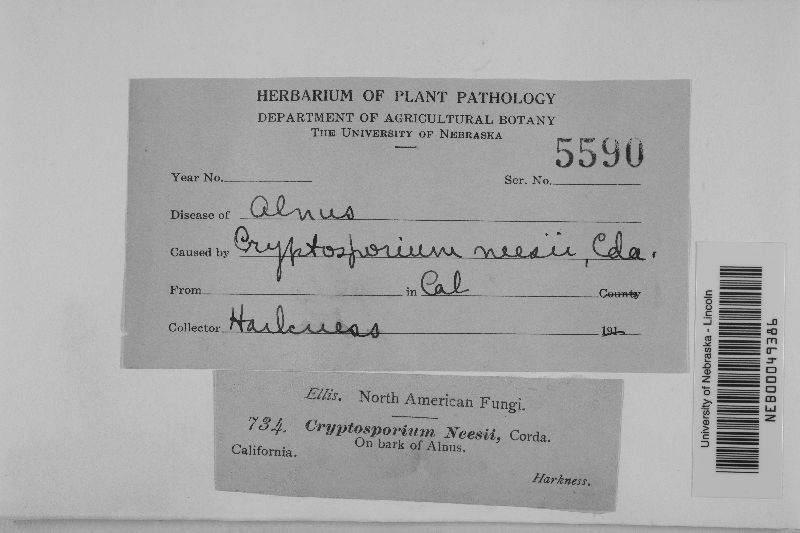 HERBARIUM OF PLANT PATHOLOGY
DEPARTMENT OF AGRICULTURAL BOTANY
THE UNIVERSITY OF NEBRASKA
5590
Year No. Ser. No.
Disease of Alnus
Caused by Cryptosporium neesii, Cda.
From in Cal County
Collector Harkness 191
Ellis. North American Fungi.
734. Cryptosporium Neesii, Corda.
On bark of Alnus.
California.
Harkness.
University of Nebraska - Lincoln
NEB00049386